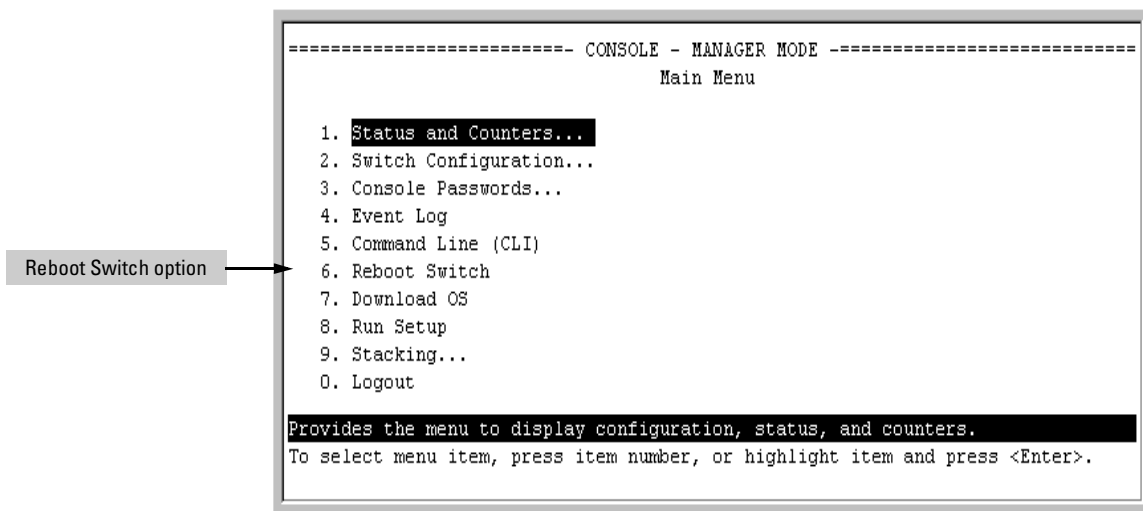 ==========================- CONSOLE - MANAGER MODE -============================
Main Menu
1. Status and Counters...
2. Switch Configuration...
3. Console Passwords...
4. Event Log
5. Command Line (CLI)
Reboot Switch option
6. Reboot Switch
7. Download OS
8. Run Setup
9. Stacking...
0. Logout
Provides the menu to display configuration, status, and counters.
To select menu item, press item number, or highlight item and press <Enter>.